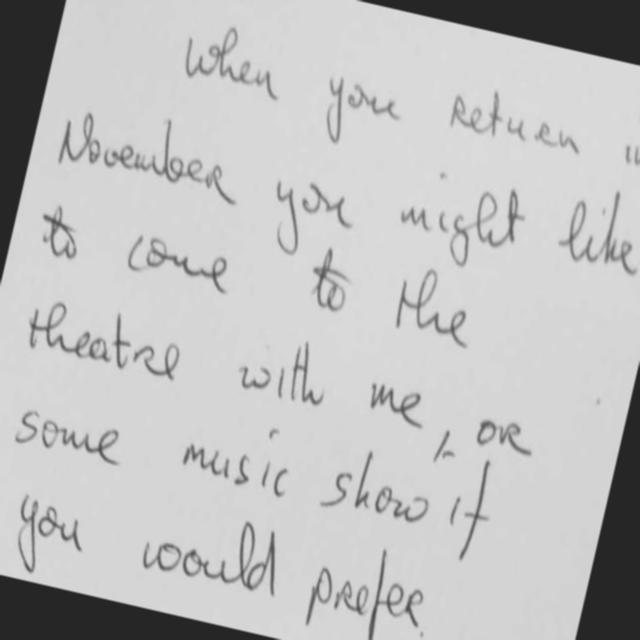 When you return in
November you might like
to come to the
theatre with me, or
some music show if
you would prefer.